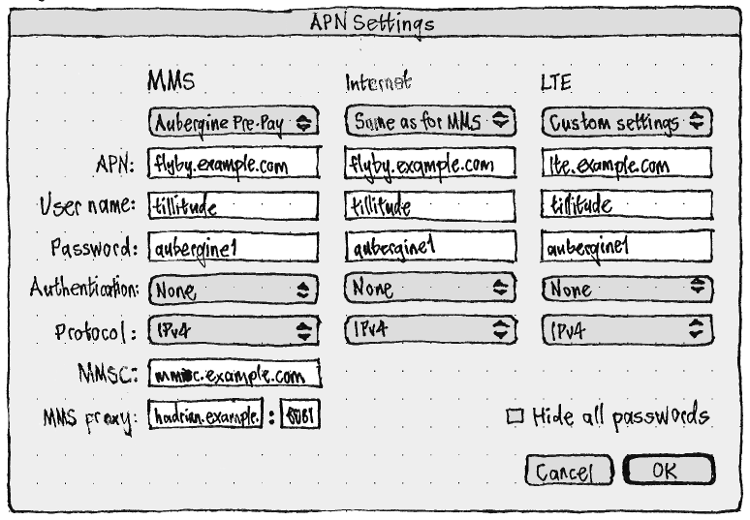 APN Settings
MMS Internet LTE
Aubergine Pre-Pay Same as for MMS Custom settings
APN: flyby.example.com flyby.example.com lte.example.com
User name: tillitude tillitude tillitude
Password: aubergine1 aubergine1 aubergine1
Authentication: None None None
Protocol: IPv4 IPv4 IPv4
MMSC: mmsc.example.com
MMS proxy: hadrian.example. :
Hide all passwords
Cancel OK